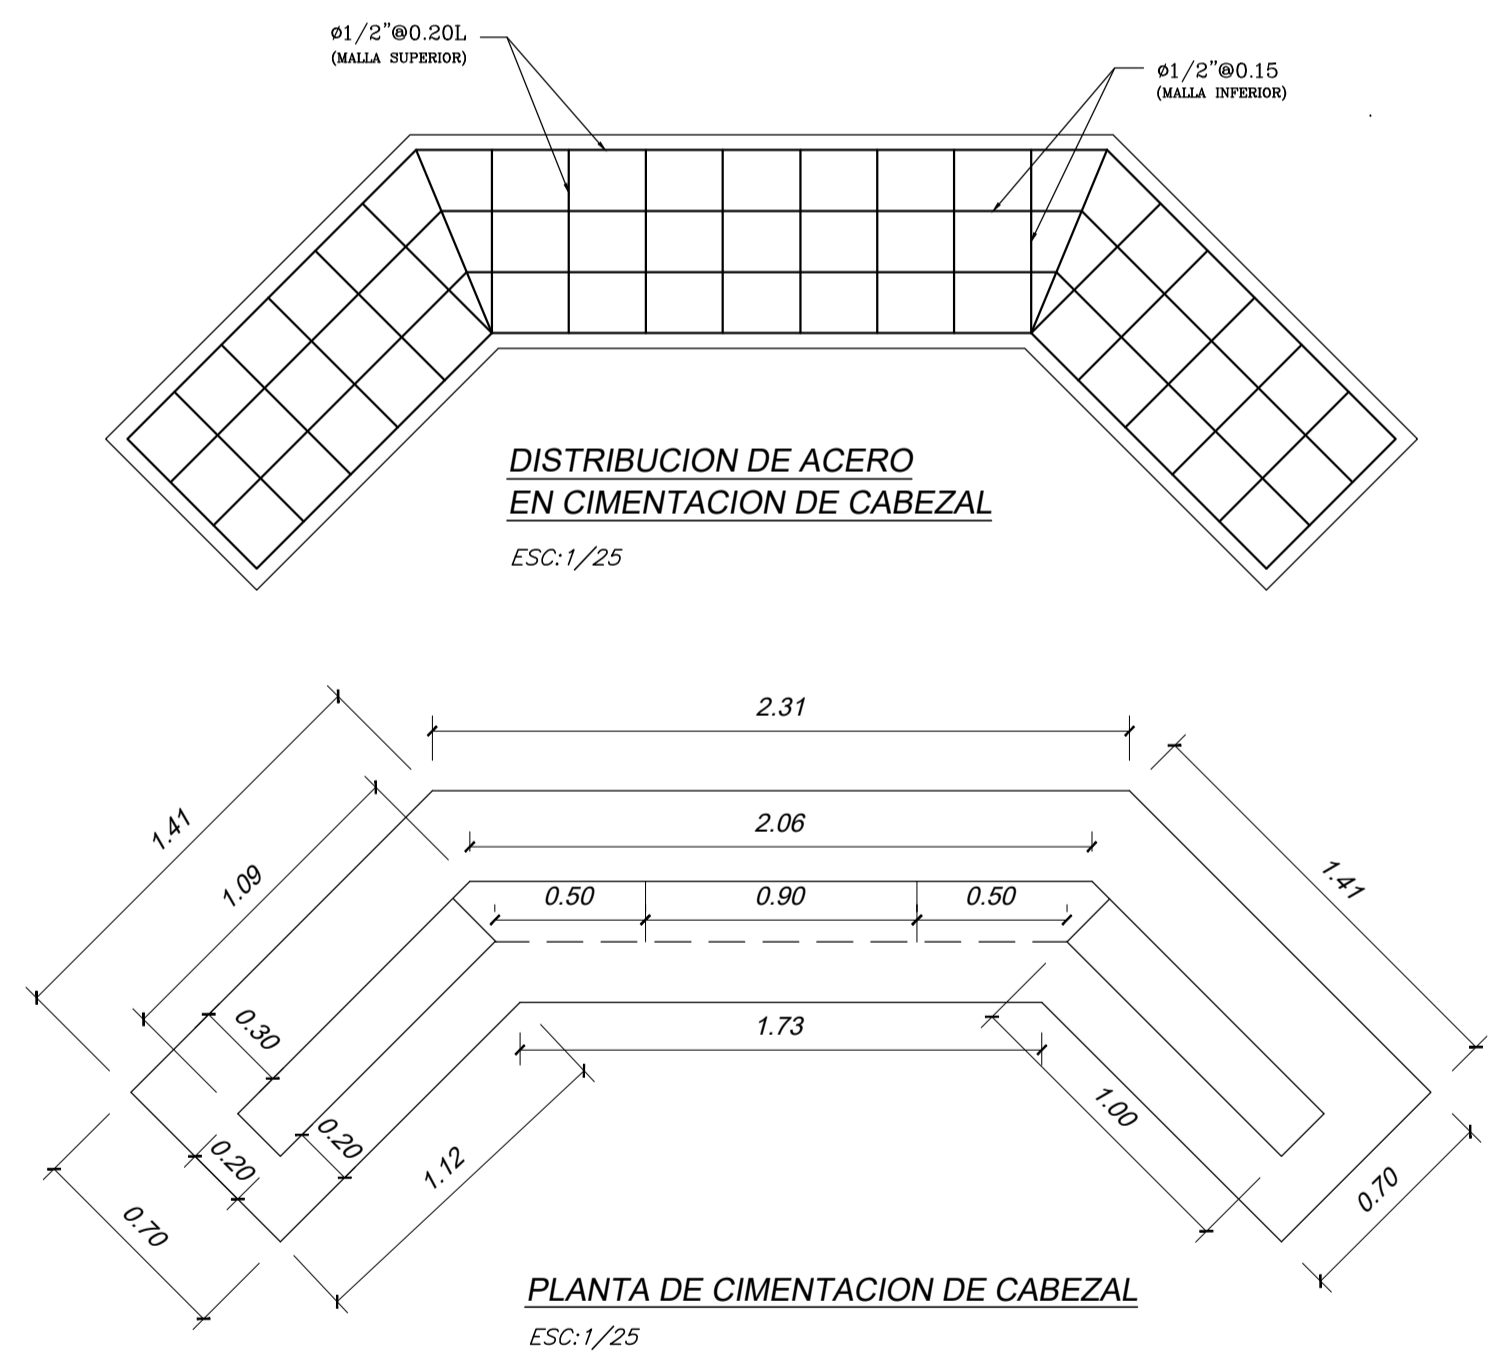 ø1/2"@0.20L
(MALLA SUPERIOR)
ø1/2"@0.15
(MALLA INFERIOR)
DISTRIBUCION DE ACERO
EN CIMENTACION DE CABEZAL
ESC:1/25
2.31
1.41
2.06
1.09
1.41
0.50
0.90
0.50
0.30
1.73
1.00
0.20
0.20
1.12
0.70
0.70
PLANTA DE CIMENTACION DE CABEZAL
ESC:1/25